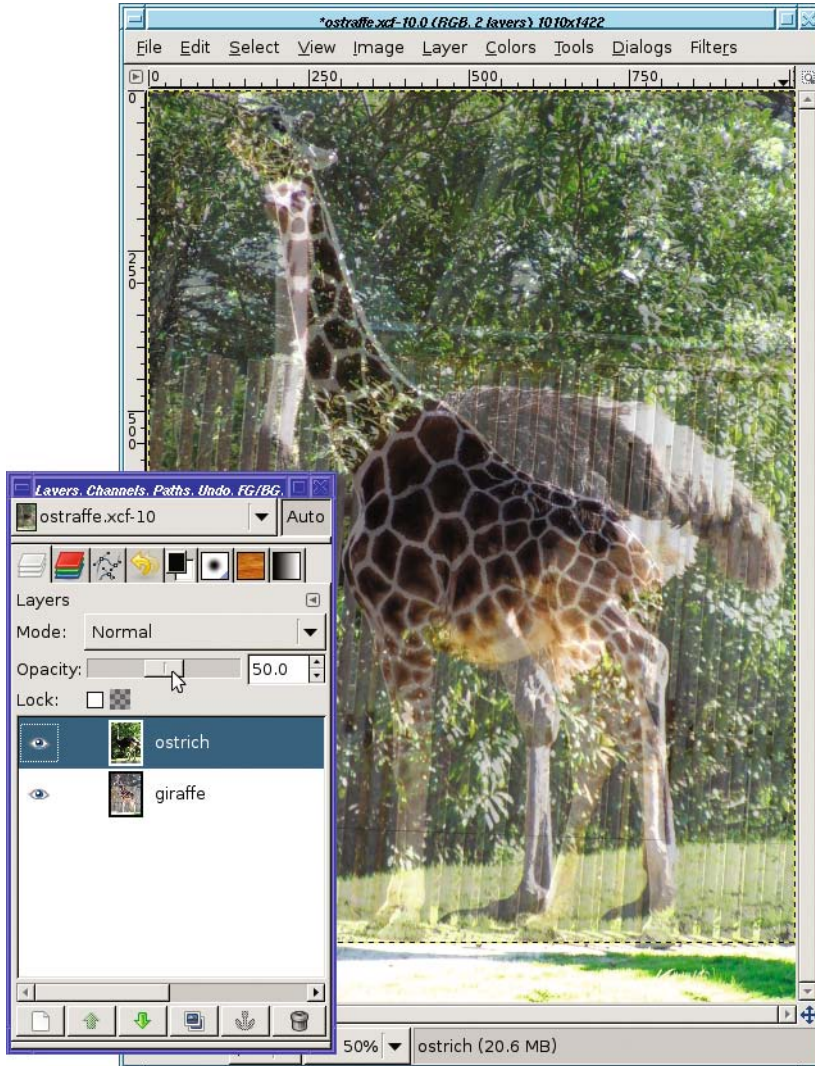 *ostraffe.xcf-10.0 (RGB, 2 layers) 1010x1422
File Edit Select View Image Layer Colors Tools Dialogs Filters
0 250 500 750
0
250
500
Layers, Channels, Paths, Undo, FG/BG,
ostraffe.xcf-10 Auto
Layers
Mode: Normal
Opacity: 50.0
Lock:
ostrich
giraffe
50% ostrich (20.6 MB)